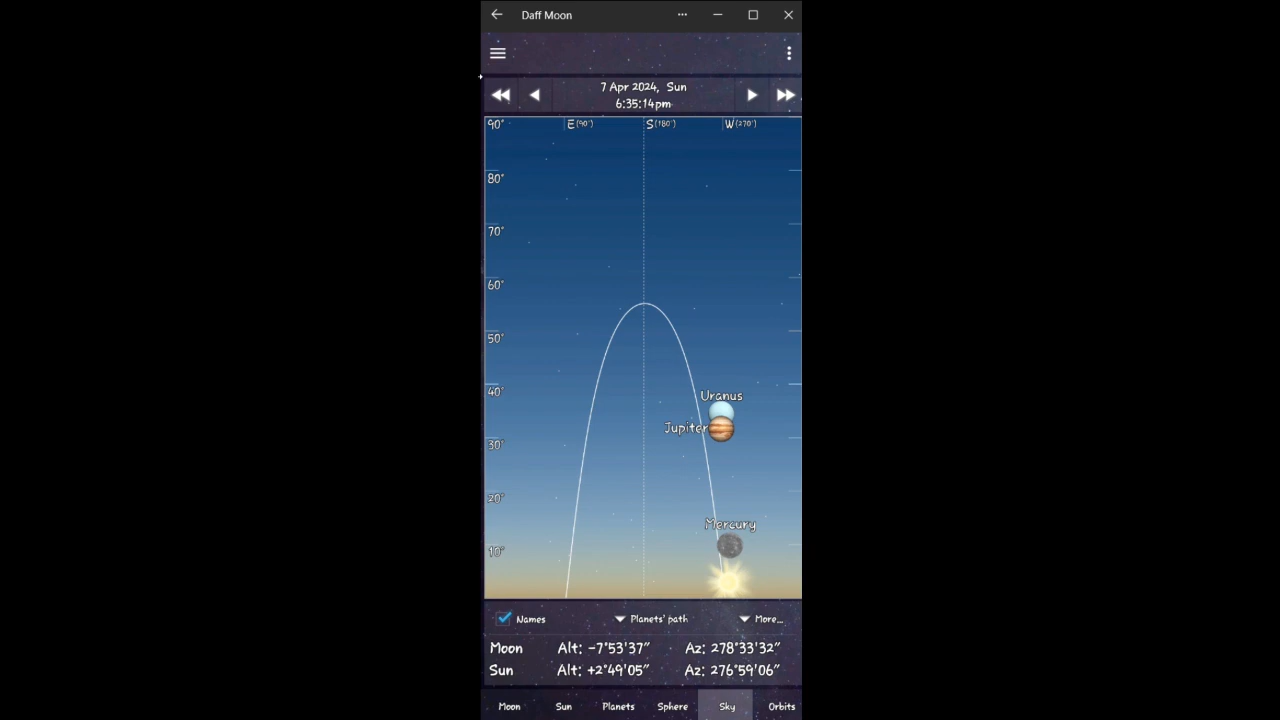 Daff Moon
7 Apr 2024, Sun
6:35:14pm
90° E(90°) S(180°) W(270°)
80°
70°
60°
50°
40°
Uranus
Jupiter
30°
20°
Mercury
10°
Names Planets' path More...
Moon Alt: -7°53'37" Az: 278°33'32"
Sun Alt: +2°49'05" Az: 276°59'06"
Moon Sun Planets Sphere Sky Orbits